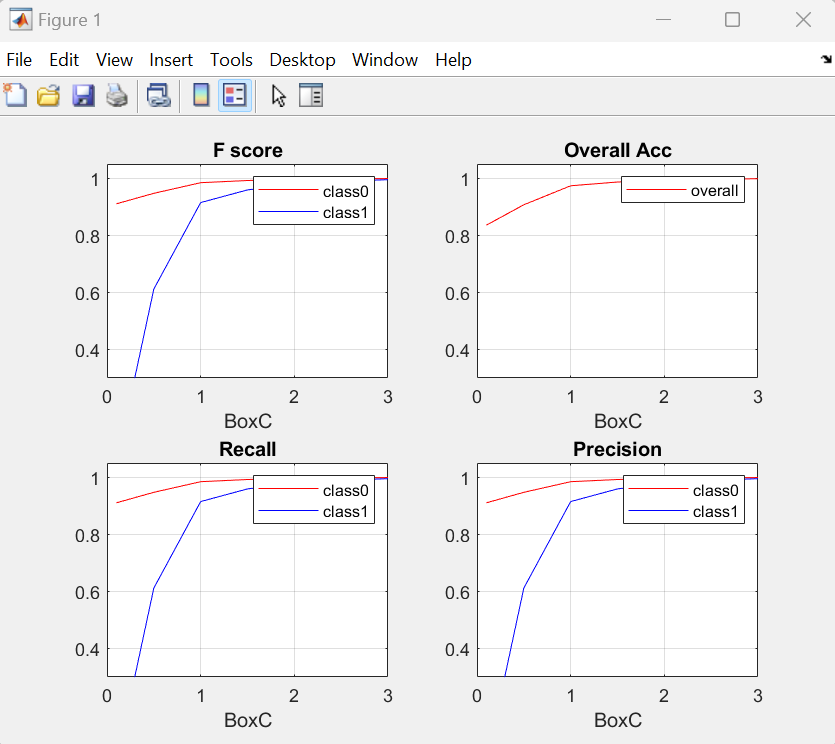 Figure 1
File Edit View Insert Tools Desktop Window Help
F score
1
0.8
0.6
0.4
class0
class1
0 1 2 3
BoxC
Overall Acc
1
0.8
0.6
0.4
overall
0 1 2 3
BoxC
Recall
1
0.8
0.6
0.4
class0
class1
0 1 2 3
BoxC
Precision
1
0.8
0.6
0.4
class0
class1
0 1 2 3
BoxC